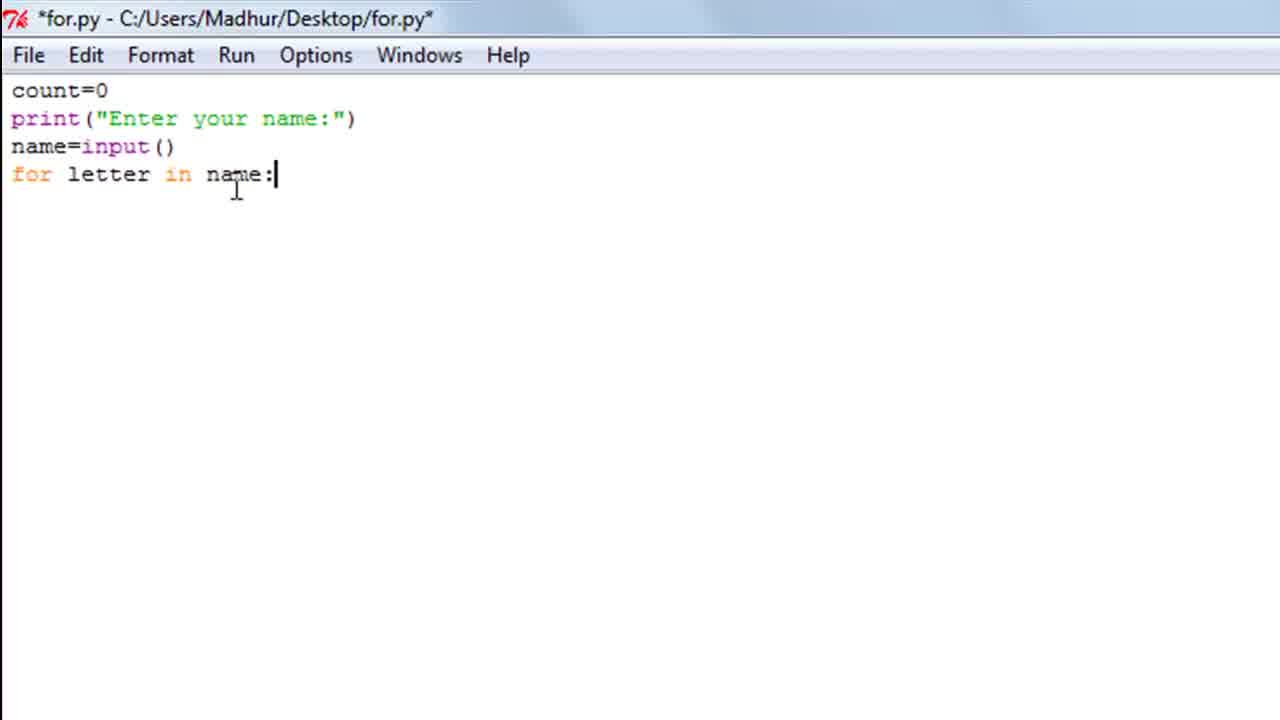 *for.py - C:/Users/Madhur/Desktop/for.py*
File Edit Format Run Options Windows Help
count=0
print("Enter your name:")
name=input()
for letter in name: